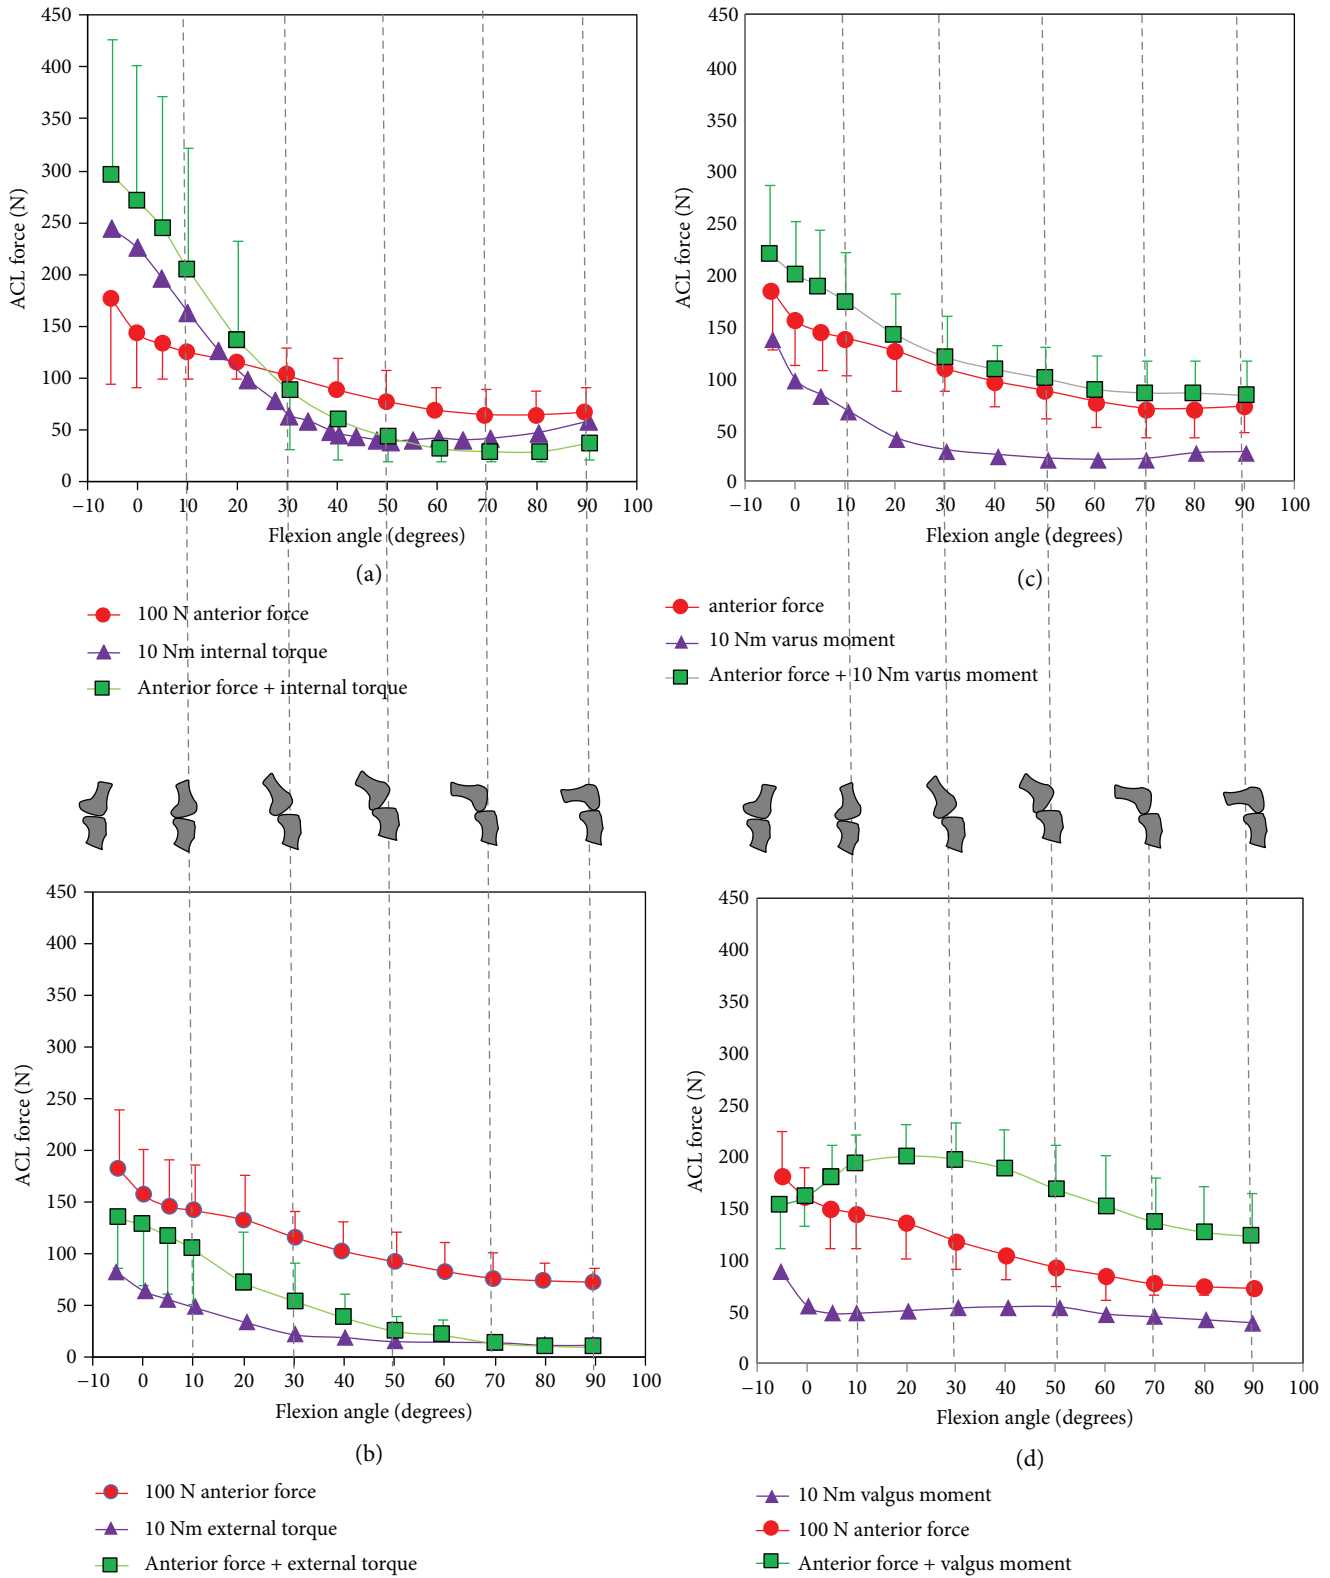 450
400
350
300
250
200
150
100
50
0
ACL force (N)
−10 0 10 20 30 40 50 60 70 80 90 100
Flexion angle (degrees)
(a)
100 N anterior force
10 Nm internal torque
Anterior force + internal torque
450
400
350
300
250
200
150
100
50
0
ACL force (N)
−10 0 10 20 30 40 50 60 70 80 90 100
Flexion angle (degrees)
(c)
anterior force
10 Nm varus moment
Anterior force + 10 Nm varus moment
450
400
350
300
250
200
150
100
50
0
ACL force (N)
−10 0 10 20 30 40 50 60 70 80 90 100
Flexion angle (degrees)
(b)
100 N anterior force
10 Nm external torque
Anterior force + external torque
450
400
350
300
250
200
150
100
50
0
ACL force (N)
−10 0 10 20 30 40 50 60 70 80 90 100
Flexion angle (degrees)
(d)
10 Nm valgus moment
100 N anterior force
Anterior force + valgus moment